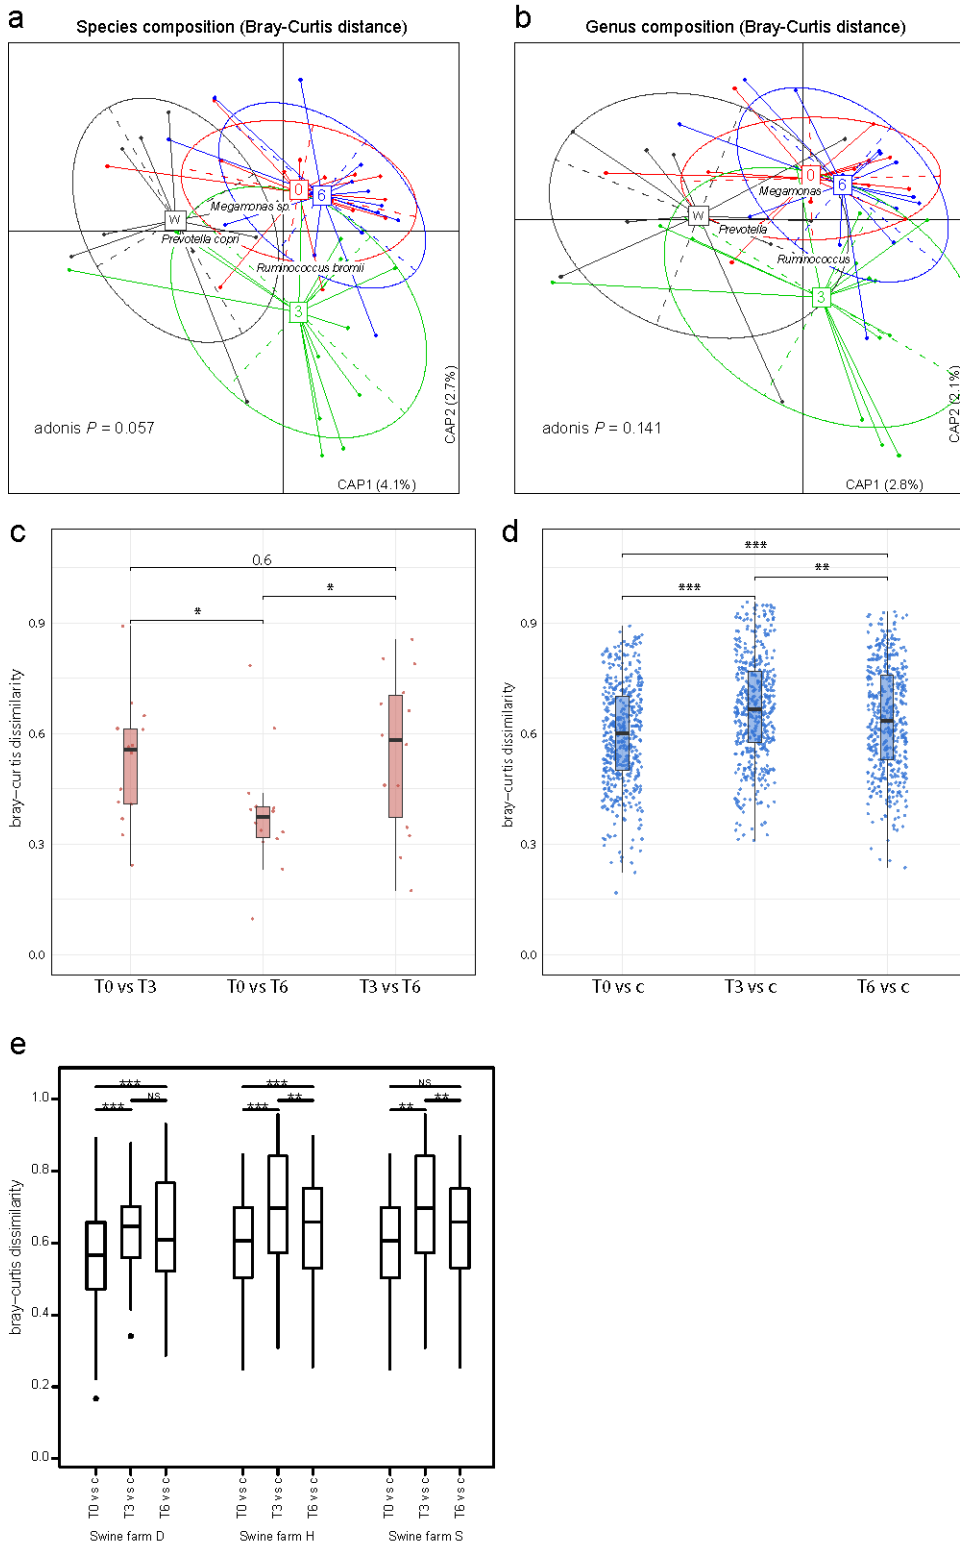 a
Species composition (Bray-Curtis distance)
0
6
Megamonas sp.
W
Prevotella copri
Ruminococcus bromii
3
CAP2 (2.7%)
adonis P = 0.057
CAP1 (4.1%)
b
Genus composition (Bray-Curtis distance)
0
6
Megamonas
W
Prevotella
Ruminococcus
3
CAP2 (2.1%)
adonis P = 0.141
CAP1 (2.8%)
c
0.6
*
*
0.9
0.6
0.3
0.0
bray-curtis dissimilarity
T0 vs T3
T0 vs T6
T3 vs T6
d
***
**
***
0.9
0.6
0.3
0.0
bray-curtis dissimilarity
T0 vs c
T3 vs c
T6 vs c
e
***
NS
***
***
**
***
NS
**
**
1.0
0.8
0.6
0.4
0.2
0.0
bray-curtis dissimilarity
T0 vs c
T3 vs c
T6 vs c
T0 vs c
T3 vs c
T6 vs c
T0 vs c
T3 vs c
T6 vs c
Swine farm D
Swine farm H
Swine farm S